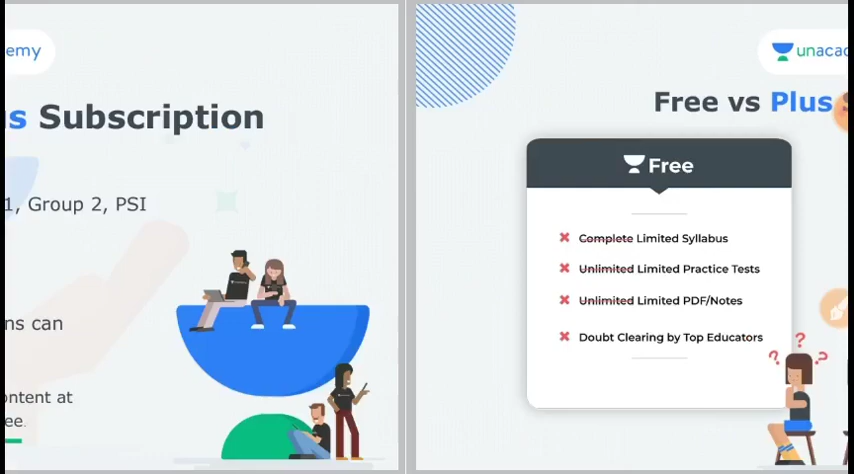 emy
s Subscription
1, Group 2, PSI
ns can
ontent at
ee.
unacad
Free vs Plus S
Free
Complete Limited Syllabus
Unlimited Limited Practice Tests
Unlimited Limited PDF/Notes
Doubt Clearing by Top Educators
? ? ?